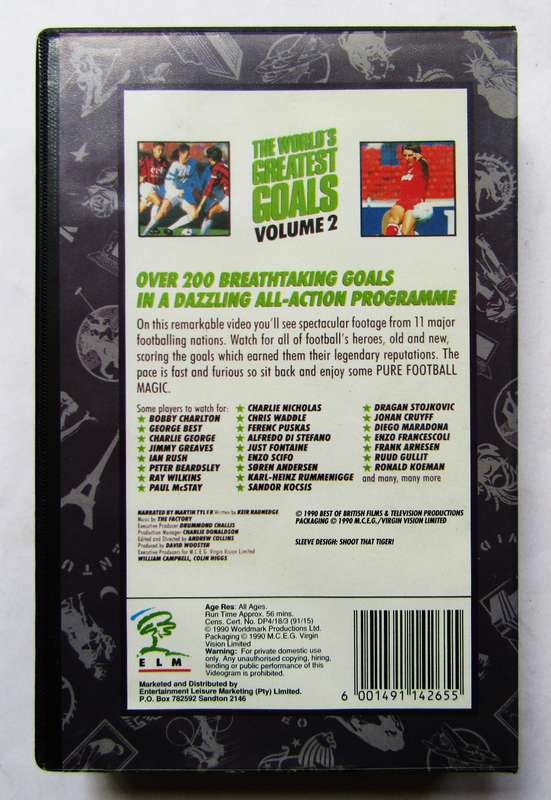 THE WORLD'S
GREATEST
GOALS
VOLUME 2
OVER 200 BREATHTAKING GOALS
IN A DAZZLING ALL-ACTION PROGRAMME
On this remarkable video you'll see spectacular footage from 11 major
footballing nations. Watch for all of football's heroes, old and new,
scoring the goals which earned them their legendary reputations. The
pace is fast and furious so sit back and enjoy some PURE FOOTBALL
MAGIC.
Some players to watch for:
BOBBY CHARLTON
GEORGE BEST
CHARLIE GEORGE
JIMMY GREAVES
IAN RUSH
PETER BEARDSLEY
RAY WILKINS
PAUL McSTAY
CHARLIE NICHOLAS
CHRIS WADDLE
FERENC PUSKAS
ALFREDO DI STEFANO
JUST FONTAINE
ENZO SCIFO
SØREN ANDERSEN
KARL-HEINZ RUMMENIGGE
SANDOR KOCSIS
DRAGAN STOJKOVIC
JOHAN CRUYFF
DIEGO MARADONA
ENZO FRANCESCOLI
FRANK ARNESEN
RUUD GULLIT
RONALD KOEMAN
and many, many more
NARRATED BY MARTIN TYLER Written by KEIR RADNEDGE
Music by THE FACTORY
Executive Producer DRUMMOND CHALLIS
Production Manager CHARLIE DONALDSON
Edited and Directed by ANDREW COLLINS
Produced by DAVID WOOSTER
Executive Producers for M.C.E.G. Virgin Vision Limited
WILLIAM CAMPBELL, COLIN HIGGS
© 1990 BEST OF BRITISH FILMS & TELEVISION PRODUCTIONS
PACKAGING © 1990 M.C.E.G./VIRGIN VISION LIMITED
SLEEVE DESIGN: SHOOT THAT TIGER!
ELM
Age Res: All Ages.
Run Time Approx. 56 mins.
Cens. Cert. No. DP4/18/3 (91/15)
© 1990 Worldmark Productions Ltd.
Packaging © 1990 M.C.E.G. Virgin
Vision Limited
Warning: For private domestic use
only. Any unauthorised copying, hiring,
lending or public performance of this
Videogram is prohibited.
Marketed and Distributed by
Entertainment Leisure Marketing (Pty) Limited.
P.O. Box 782592 Sandton 2146
6 001491 142655